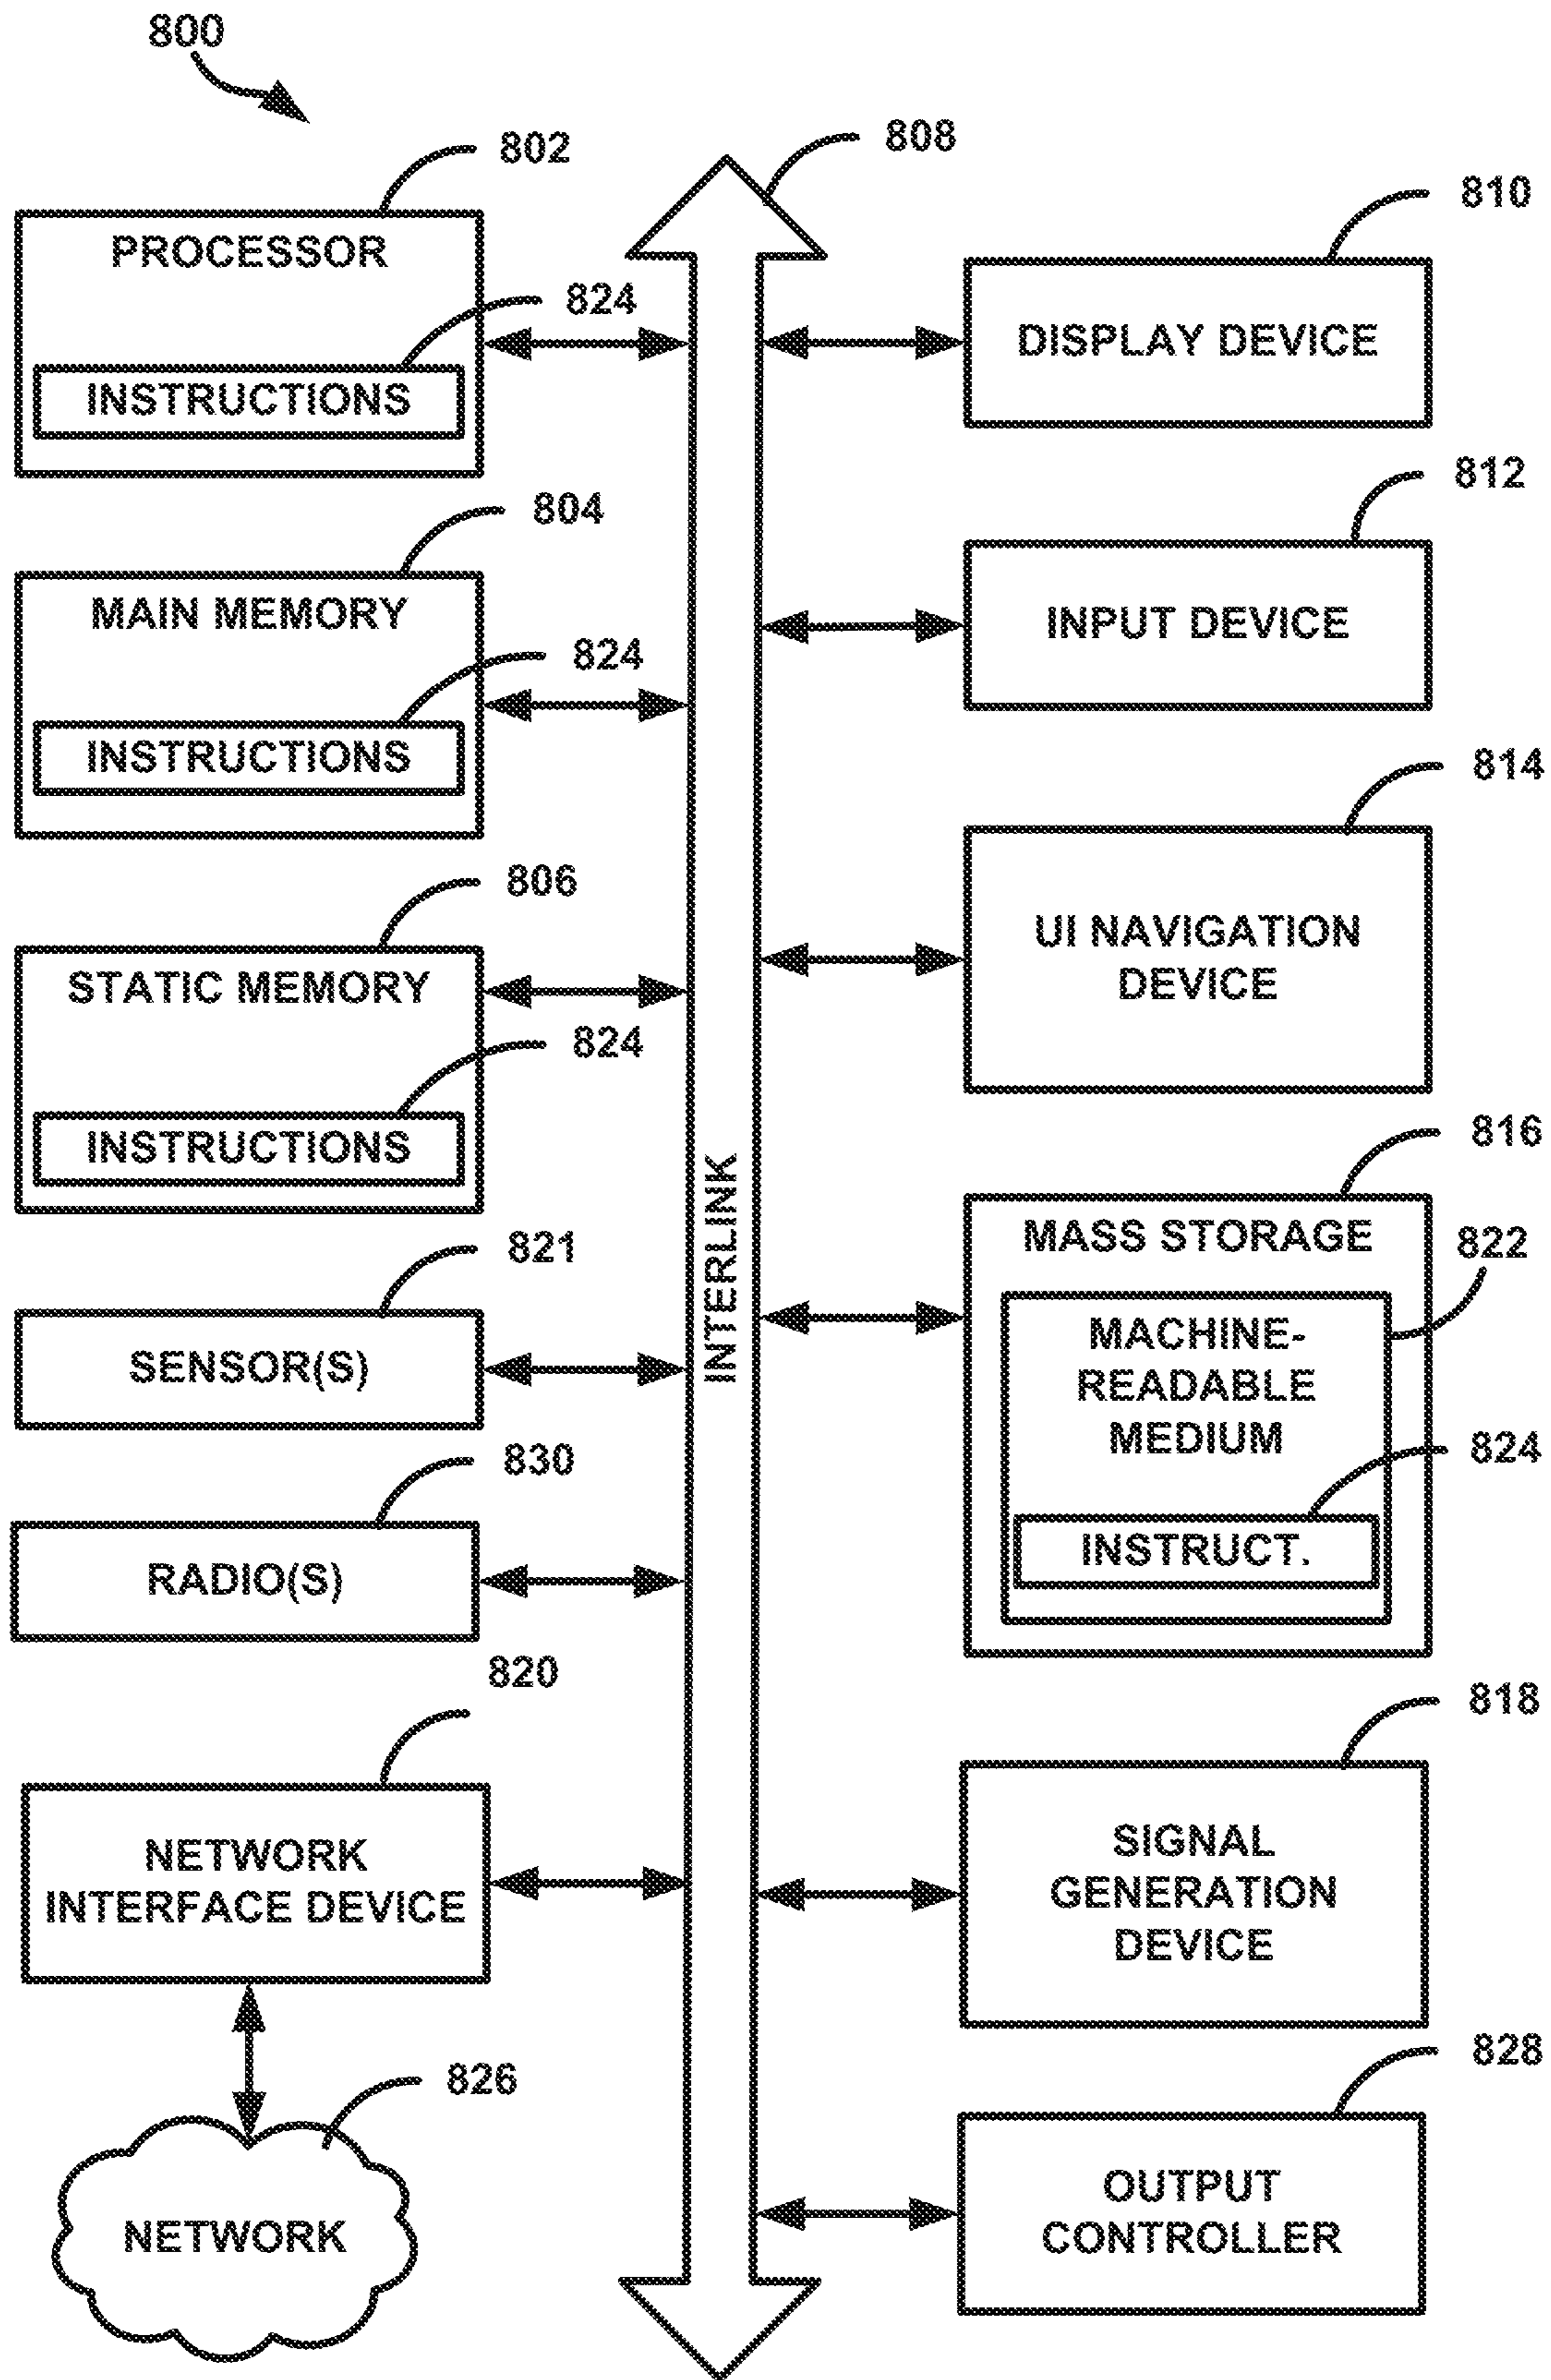 800
802
PROCESSOR
824
INSTRUCTIONS
804
MAIN MEMORY
824
INSTRUCTIONS
806
STATIC MEMORY
824
INSTRUCTIONS
821
SENSOR(S)
830
RADIO(S)
820
NETWORK
INTERFACE DEVICE
826
NETWORK
808
INTERLINK
810
DISPLAY DEVICE
812
INPUT DEVICE
814
UI NAVIGATION
DEVICE
816
MASS STORAGE
822
MACHINE-
READABLE
MEDIUM
824
INSTRUCT.
818
SIGNAL
GENERATION
DEVICE
828
OUTPUT
CONTROLLER